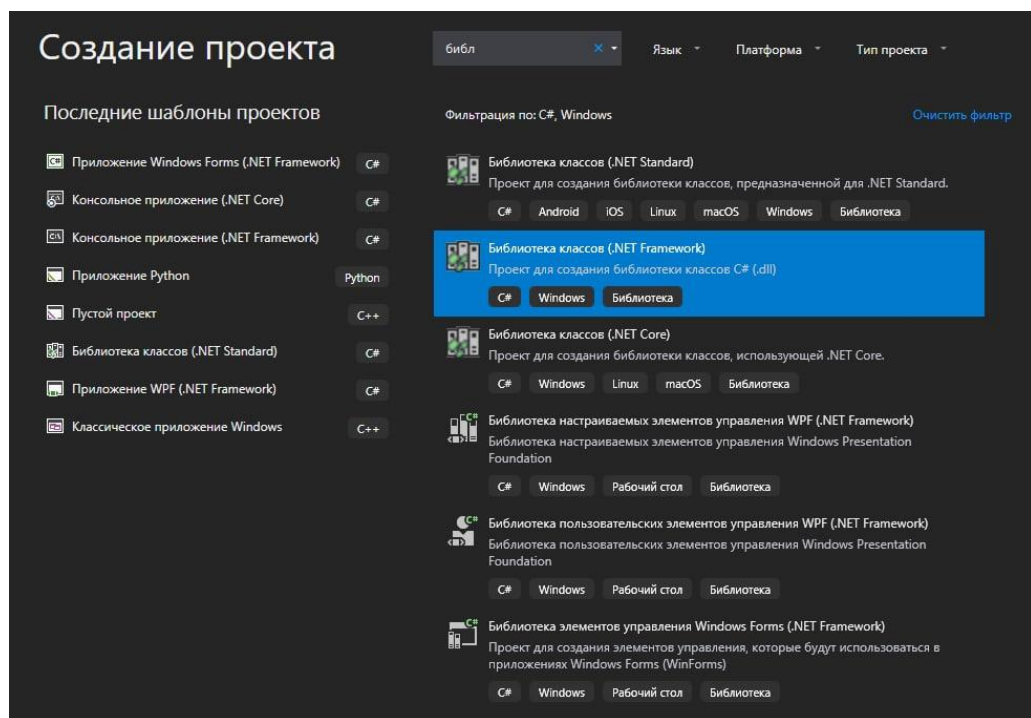 Создание проекта
библ
Язык
Платформа
Тип проекта
Последние шаблоны проектов
Приложение Windows Forms (.NET Framework) C#
Консольное приложение (.NET Core) C#
Консольное приложение (.NET Framework) C#
Приложение Python Python
Пустой проект C++
Библиотека классов (.NET Standard) C#
Приложение WPF (.NET Framework) C#
Классическое приложение Windows C++
Фильтрация по: C#, Windows
Очистить фильтр
Библиотека классов (.NET Standard)
Проект для создания библиотеки классов, предназначенной для .NET Standard.
C# Android iOS Linux macOS Windows Библиотека
Библиотека классов (.NET Framework)
Проект для создания библиотеки классов C# (.dll)
C# Windows Библиотека
Библиотека классов (.NET Core)
Проект для создания библиотеки классов, использующей .NET Core.
C# Windows Linux macOS Библиотека
Библиотека настраиваемых элементов управления WPF (.NET Framework)
Библиотека настраиваемых элементов управления Windows Presentation
Foundation
C# Windows Рабочий стол Библиотека
Библиотека пользовательских элементов управления WPF (.NET Framework)
Библиотека пользовательских элементов управления Windows Presentation
Foundation
C# Windows Рабочий стол Библиотека
Библиотека элементов управления Windows Forms (.NET Framework)
Проект для создания элементов управления, которые будут использоваться в
приложениях Windows Forms (WinForms)
C# Windows Рабочий стол Библиотека